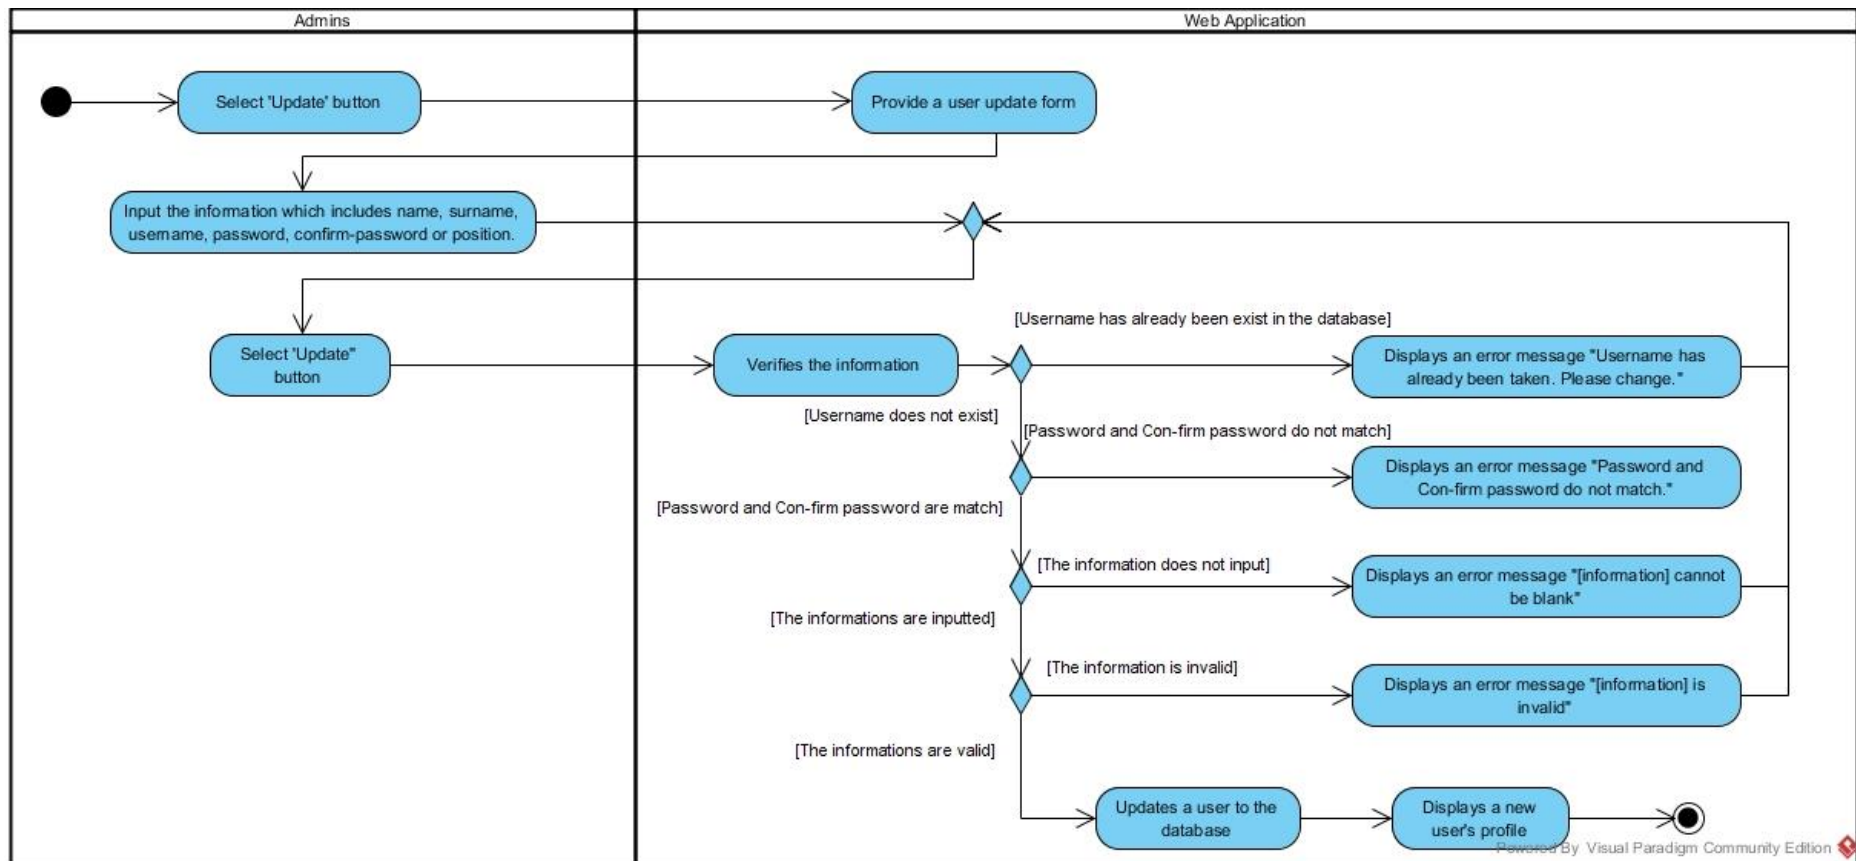 Admins
Web Application
Select 'Update' button
Provide a user update form
Input the information which includes name, surname,
username, password, confirm-password or position.
[Username has already been exist in the database]
Select 'Update"
button
Verifies the information
Displays an error message "Username has
already been taken. Please change."
[Username does not exist]
[Password and Con-firm password do not match]
Displays an error message "Password and
Con-firm password do not match."
[Password and Con-firm password are match]
[The information does not input]
Displays an error message "[information] cannot
be blank"
[The informations are inputted]
[The information is invalid]
Displays an error message "[information] is
invalid"
[The informations are valid]
Updates a user to the
database
Displays a new
user's profile
Powered By Visual Paradigm Community Edition